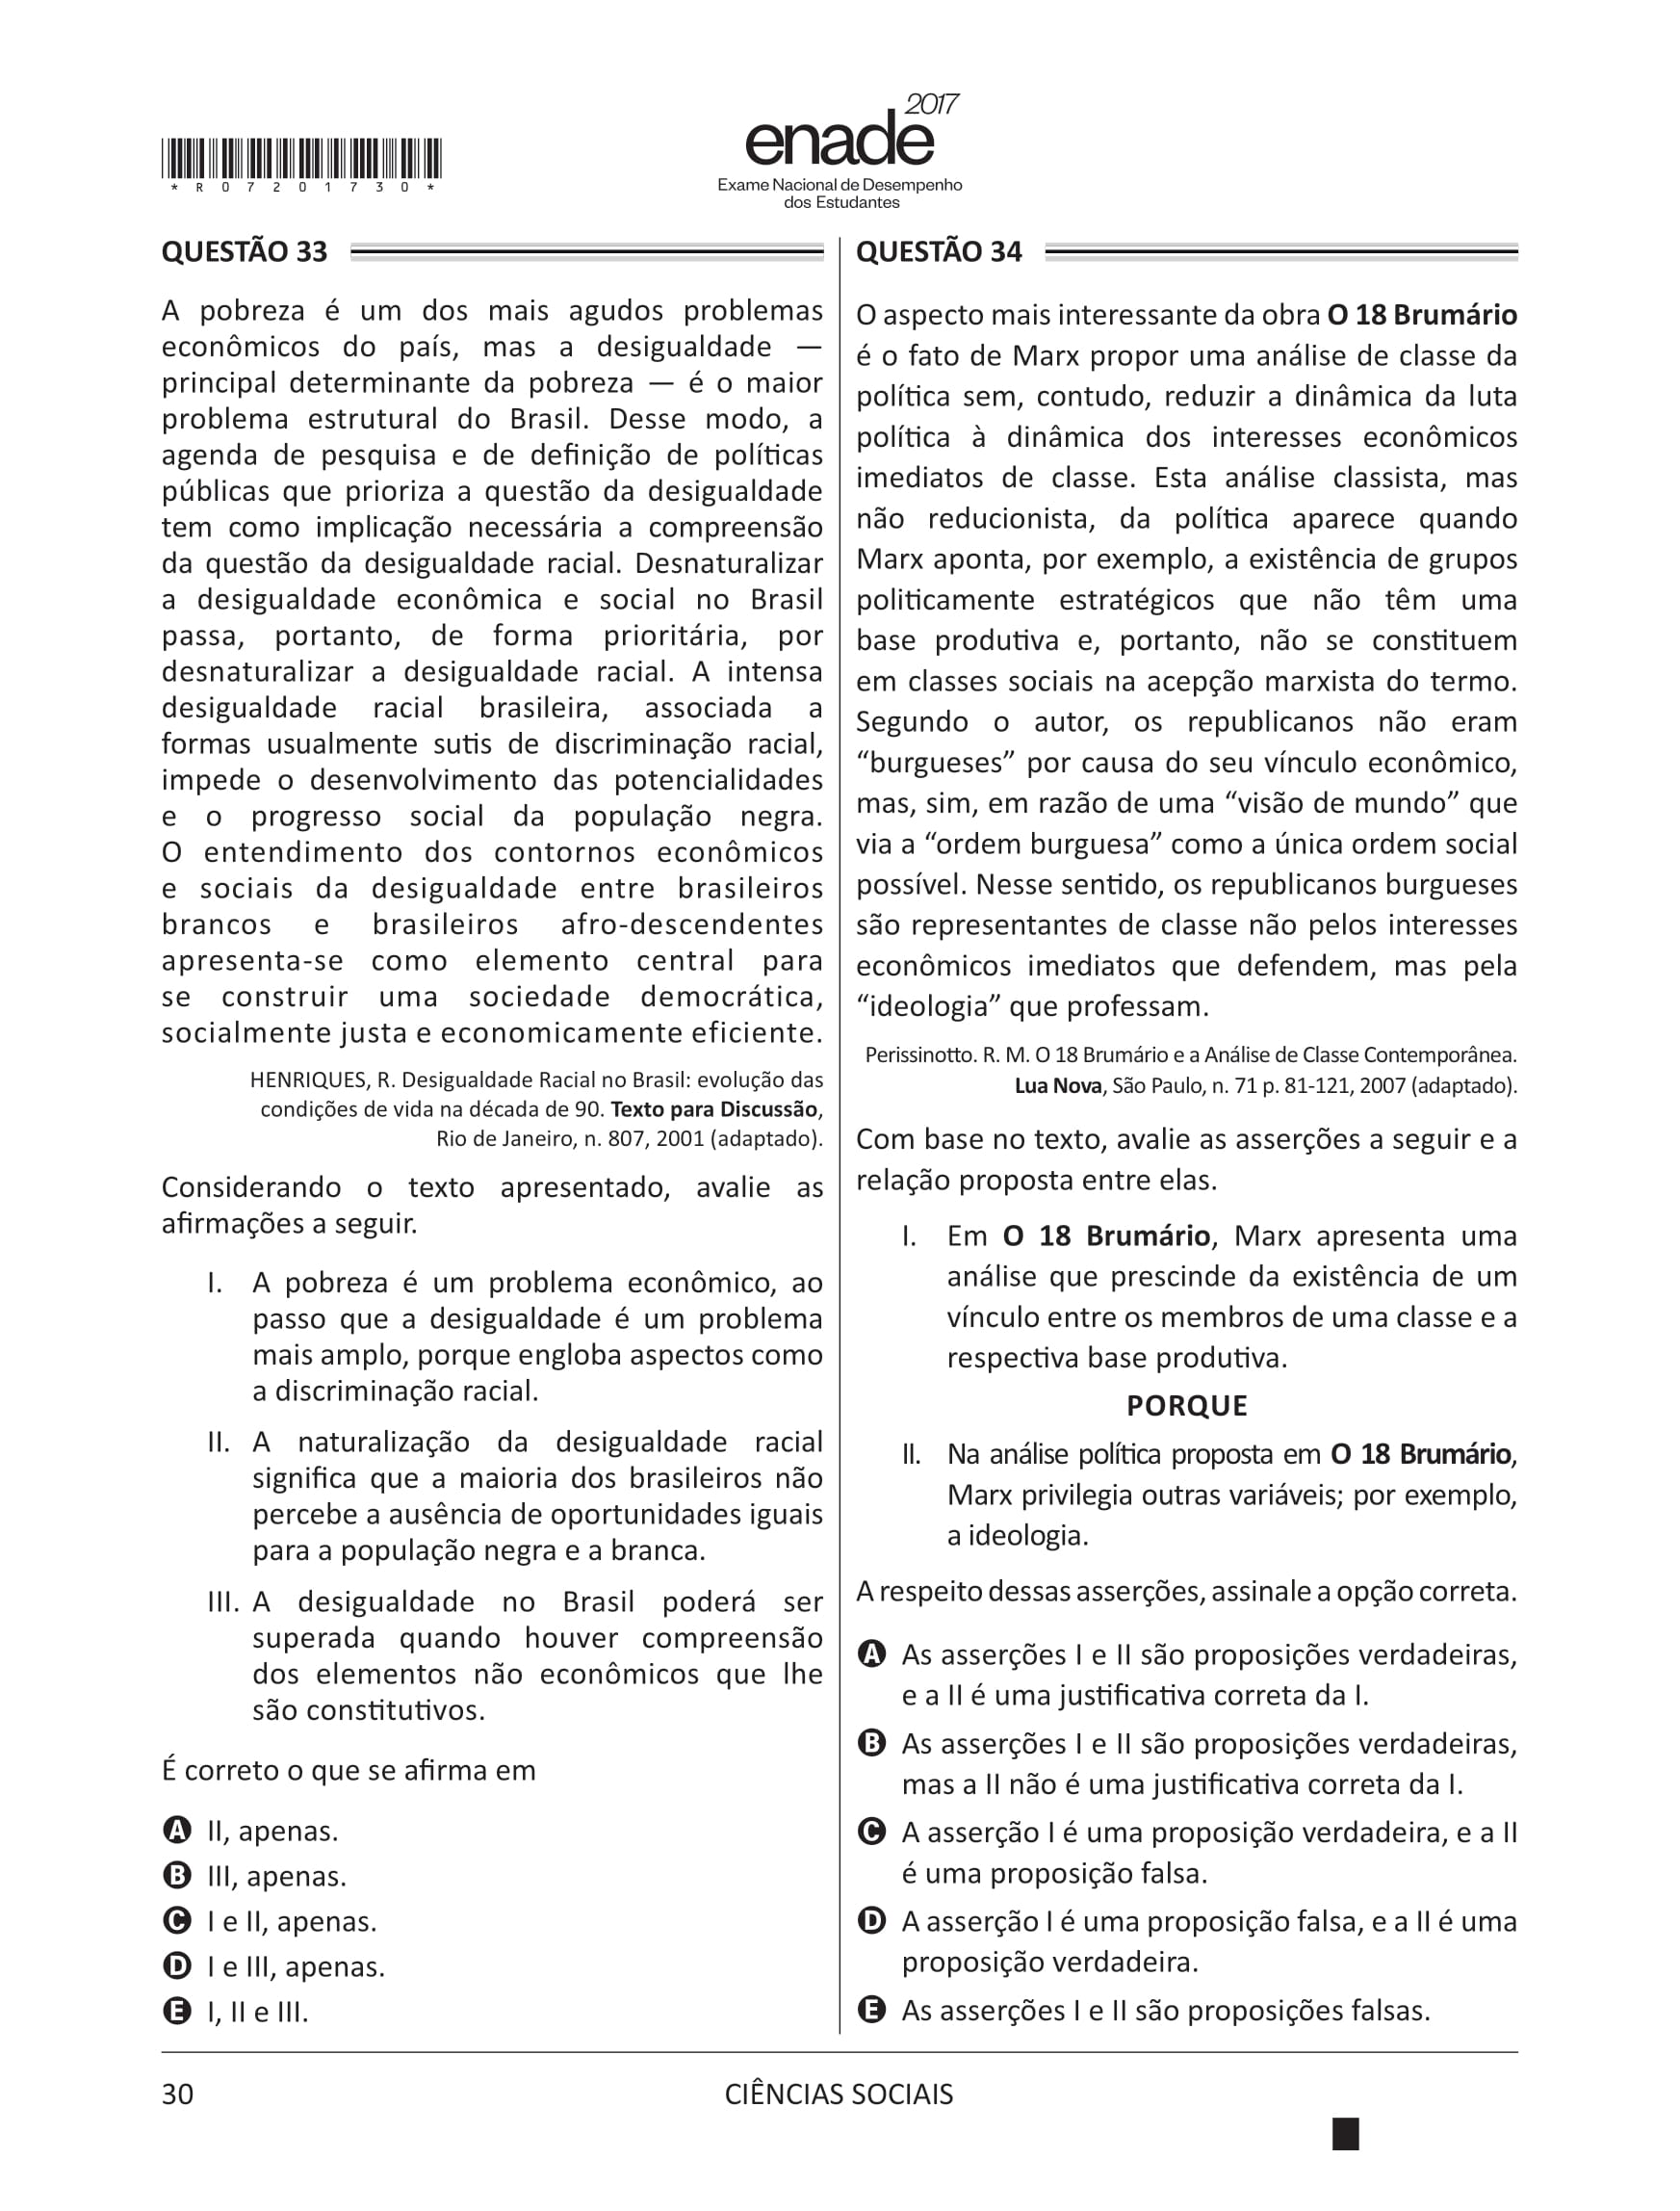 *R07201730*
enade 2017
Exame Nacional de Desempenho
dos Estudantes
QUESTÃO 33
A pobreza é um dos mais agudos problemas
econômicos do país, mas a desigualdade —
principal determinante da pobreza — é o maior
problema estrutural do Brasil. Desse modo, a
agenda de pesquisa e de definição de políticas
públicas que prioriza a questão da desigualdade
tem como implicação necessária a compreensão
da questão da desigualdade racial. Desnaturalizar
a desigualdade econômica e social no Brasil
passa, portanto, de forma prioritária, por
desnaturalizar a desigualdade racial. A intensa
desigualdade racial brasileira, associada a
formas usualmente sutis de discriminação racial,
impede o desenvolvimento das potencialidades
e o progresso social da população negra.
O entendimento dos contornos econômicos
e sociais da desigualdade entre brasileiros
brancos e brasileiros afro-descendentes
apresenta-se como elemento central para
se construir uma sociedade democrática,
socialmente justa e economicamente eficiente.
HENRIQUES, R. Desigualdade Racial no Brasil: evolução das
condições de vida na década de 90. Texto para Discussão,
Rio de Janeiro, n. 807, 2001 (adaptado).
Considerando o texto apresentado, avalie as
afirmações a seguir.
I. A pobreza é um problema econômico, ao
passo que a desigualdade é um problema
mais amplo, porque engloba aspectos como
a discriminação racial.
II. A naturalização da desigualdade racial
significa que a maioria dos brasileiros não
percebe a ausência de oportunidades iguais
para a população negra e a branca.
III. A desigualdade no Brasil poderá ser
superada quando houver compreensão
dos elementos não econômicos que lhe
são constitutivos.
É correto o que se afirma em
A II, apenas.
B III, apenas.
C I e II, apenas.
D I e III, apenas.
E I, II e III.
QUESTÃO 34
O aspecto mais interessante da obra O 18 Brumário
é o fato de Marx propor uma análise de classe da
política sem, contudo, reduzir a dinâmica da luta
política à dinâmica dos interesses econômicos
imediatos de classe. Esta análise classista, mas
não reducionista, da política aparece quando
Marx aponta, por exemplo, a existência de grupos
politicamente estratégicos que não têm uma
base produtiva e, portanto, não se constituem
em classes sociais na acepção marxista do termo.
Segundo o autor, os republicanos não eram
“burgueses” por causa do seu vínculo econômico,
mas, sim, em razão de uma “visão de mundo” que
via a “ordem burguesa” como a única ordem social
possível. Nesse sentido, os republicanos burgueses
são representantes de classe não pelos interesses
econômicos imediatos que defendem, mas pela
“ideologia” que professam.
Perissinotto. R. M. O 18 Brumário e a Análise de Classe Contemporânea.
Lua Nova, São Paulo, n. 71 p. 81-121, 2007 (adaptado).
Com base no texto, avalie as asserções a seguir e a
relação proposta entre elas.
I. Em O 18 Brumário, Marx apresenta uma
análise que prescinde da existência de um
vínculo entre os membros de uma classe e a
respectiva base produtiva.
PORQUE
II. Na análise política proposta em O 18 Brumário,
Marx privilegia outras variáveis; por exemplo,
a ideologia.
A respeito dessas asserções, assinale a opção correta.
A As asserções I e II são proposições verdadeiras,
e a II é uma justificativa correta da I.
B As asserções I e II são proposições verdadeiras,
mas a II não é uma justificativa correta da I.
C A asserção I é uma proposição verdadeira, e a II
é uma proposição falsa.
D A asserção I é uma proposição falsa, e a II é uma
proposição verdadeira.
E As asserções I e II são proposições falsas.
30
CIÊNCIAS SOCIAIS